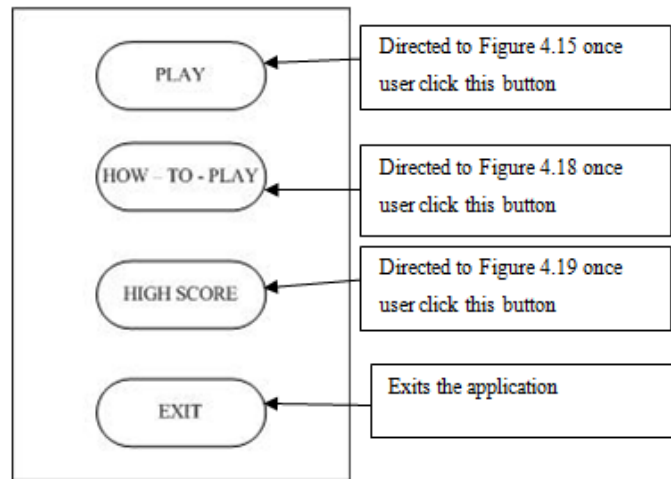 PLAY
Directed to Figure 4.15 once
user click this button
HOW – TO - PLAY
Directed to Figure 4.18 once
user click this button
HIGH SCORE
Directed to Figure 4.19 once
user click this button
EXIT
Exits the application